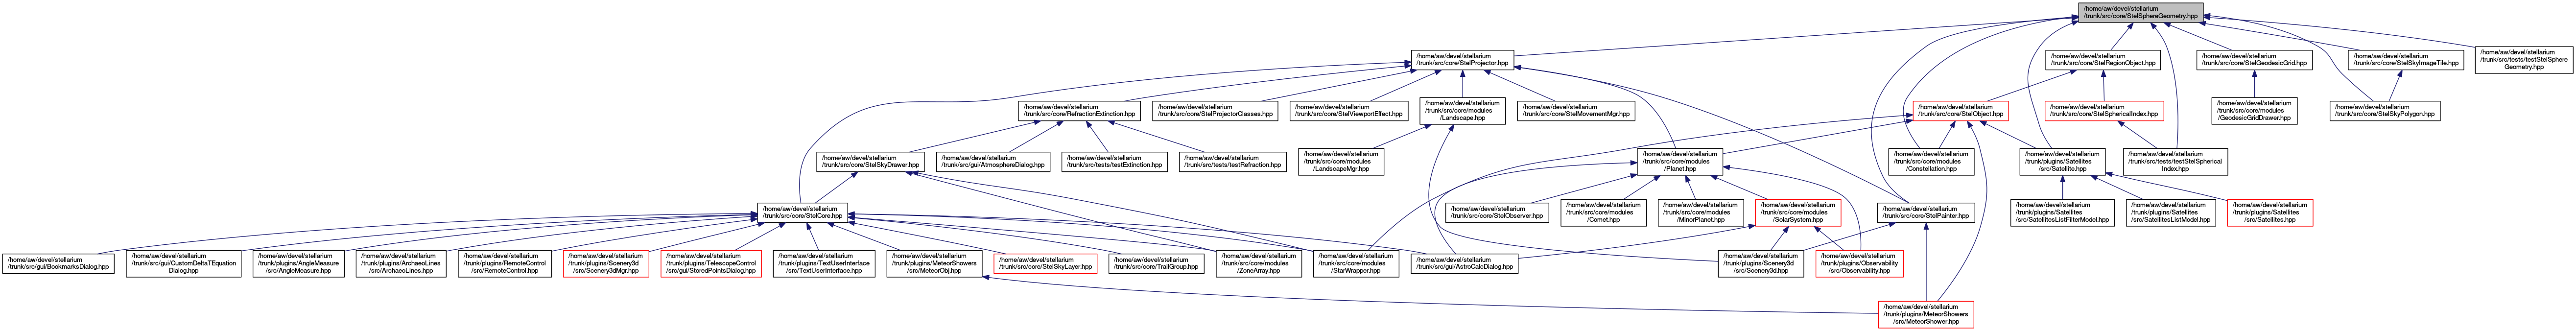 /home/aw/devel/stellarium
/trunk/src/core/StelSphereGeometry.hpp
/home/aw/devel/stellarium
/trunk/src/core/StelProjector.hpp
/home/aw/devel/stellarium
/trunk/src/core/StelRegionObject.hpp
/home/aw/devel/stellarium
/trunk/src/core/StelGeodesicGrid.hpp
/home/aw/devel/stellarium
/trunk/src/core/StelSkyImageTile.hpp
/home/aw/devel/stellarium
/trunk/src/tests/testStelSphere
Geometry.hpp
/home/aw/devel/stellarium
/trunk/src/core/RefractionExtinction.hpp
/home/aw/devel/stellarium
/trunk/src/core/StelProjectorClasses.hpp
/home/aw/devel/stellarium
/trunk/src/core/StelViewportEffect.hpp
/home/aw/devel/stellarium
/trunk/src/core/modules
/Landscape.hpp
/home/aw/devel/stellarium
/trunk/src/core/StelMovementMgr.hpp
/home/aw/devel/stellarium
/trunk/src/core/StelObject.hpp
/home/aw/devel/stellarium
/trunk/src/core/StelSphericalIndex.hpp
/home/aw/devel/stellarium
/trunk/src/core/modules
/GeodesicGridDrawer.hpp
/home/aw/devel/stellarium
/trunk/src/core/StelSkyPolygon.hpp
/home/aw/devel/stellarium
/trunk/src/core/StelSkyDrawer.hpp
/home/aw/devel/stellarium
/trunk/src/gui/AtmosphereDialog.hpp
/home/aw/devel/stellarium
/trunk/src/tests/testExtinction.hpp
/home/aw/devel/stellarium
/trunk/src/tests/testRefraction.hpp
/home/aw/devel/stellarium
/trunk/src/core/modules
/LandscapeMgr.hpp
/home/aw/devel/stellarium
/trunk/src/core/modules
/Planet.hpp
/home/aw/devel/stellarium
/trunk/src/core/modules
/Constellation.hpp
/home/aw/devel/stellarium
/trunk/plugins/Satellites
/src/Satellite.hpp
/home/aw/devel/stellarium
/trunk/src/tests/testStelSpherical
Index.hpp
/home/aw/devel/stellarium
/trunk/src/core/StelCore.hpp
/home/aw/devel/stellarium
/trunk/src/core/StelObserver.hpp
/home/aw/devel/stellarium
/trunk/src/core/modules
/Comet.hpp
/home/aw/devel/stellarium
/trunk/src/core/modules
/MinorPlanet.hpp
/home/aw/devel/stellarium
/trunk/src/core/modules
/SolarSystem.hpp
/home/aw/devel/stellarium
/trunk/src/core/StelPainter.hpp
/home/aw/devel/stellarium
/trunk/plugins/Satellites
/src/SatellitesListFilterModel.hpp
/home/aw/devel/stellarium
/trunk/plugins/Satellites
/src/SatellitesListModel.hpp
/home/aw/devel/stellarium
/trunk/plugins/Satellites
/src/Satellites.hpp
/home/aw/devel/stellarium
/trunk/src/gui/BookmarksDialog.hpp
/home/aw/devel/stellarium
/trunk/src/gui/CustomDeltaTEquation
Dialog.hpp
/home/aw/devel/stellarium
/trunk/plugins/AngleMeasure
/src/AngleMeasure.hpp
/home/aw/devel/stellarium
/trunk/plugins/ArchaeoLines
/src/ArchaeoLines.hpp
/home/aw/devel/stellarium
/trunk/plugins/RemoteControl
/src/RemoteControl.hpp
/home/aw/devel/stellarium
/trunk/plugins/Scenery3d
/src/Scenery3dMgr.hpp
/home/aw/devel/stellarium
/trunk/plugins/TelescopeControl
/src/gui/StoredPointsDialog.hpp
/home/aw/devel/stellarium
/trunk/plugins/TextUserInterface
/src/TextUserInterface.hpp
/home/aw/devel/stellarium
/trunk/plugins/MeteorShowers
/src/MeteorObj.hpp
/home/aw/devel/stellarium
/trunk/src/core/StelSkyLayer.hpp
/home/aw/devel/stellarium
/trunk/src/core/TrailGroup.hpp
/home/aw/devel/stellarium
/trunk/src/core/modules
/ZoneArray.hpp
/home/aw/devel/stellarium
/trunk/src/core/modules
/StarWrapper.hpp
/home/aw/devel/stellarium
/trunk/src/gui/AstroCalcDialog.hpp
/home/aw/devel/stellarium
/trunk/plugins/Scenery3d
/src/Scenery3d.hpp
/home/aw/devel/stellarium
/trunk/plugins/Observability
/src/Observability.hpp
/home/aw/devel/stellarium
/trunk/plugins/MeteorShowers
/src/MeteorShower.hpp